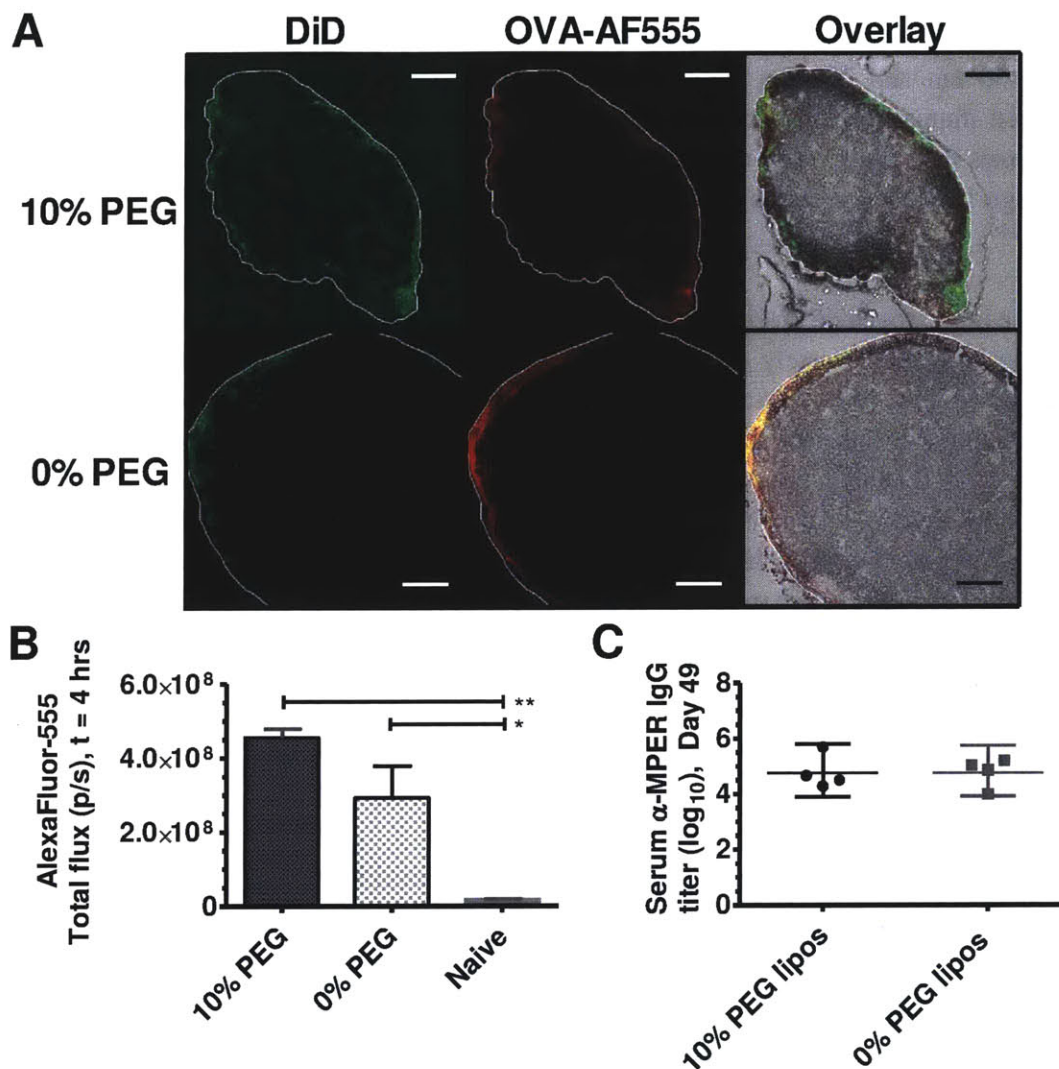 A
DiD OVA-AF555 Overlay
10% PEG
0% PEG
B
AlexaFluor-555
Total flux (p/s), t = 4 hrs
6.0×10⁸
4.0×10⁸
2.0×10⁸
0
**
*
10% PEG
0% PEG
Naive
C
Serum α-MPER IgG
titer (log₁₀), Day 49
8
6
4
2
0
10% PEG lipos
0% PEG lipos